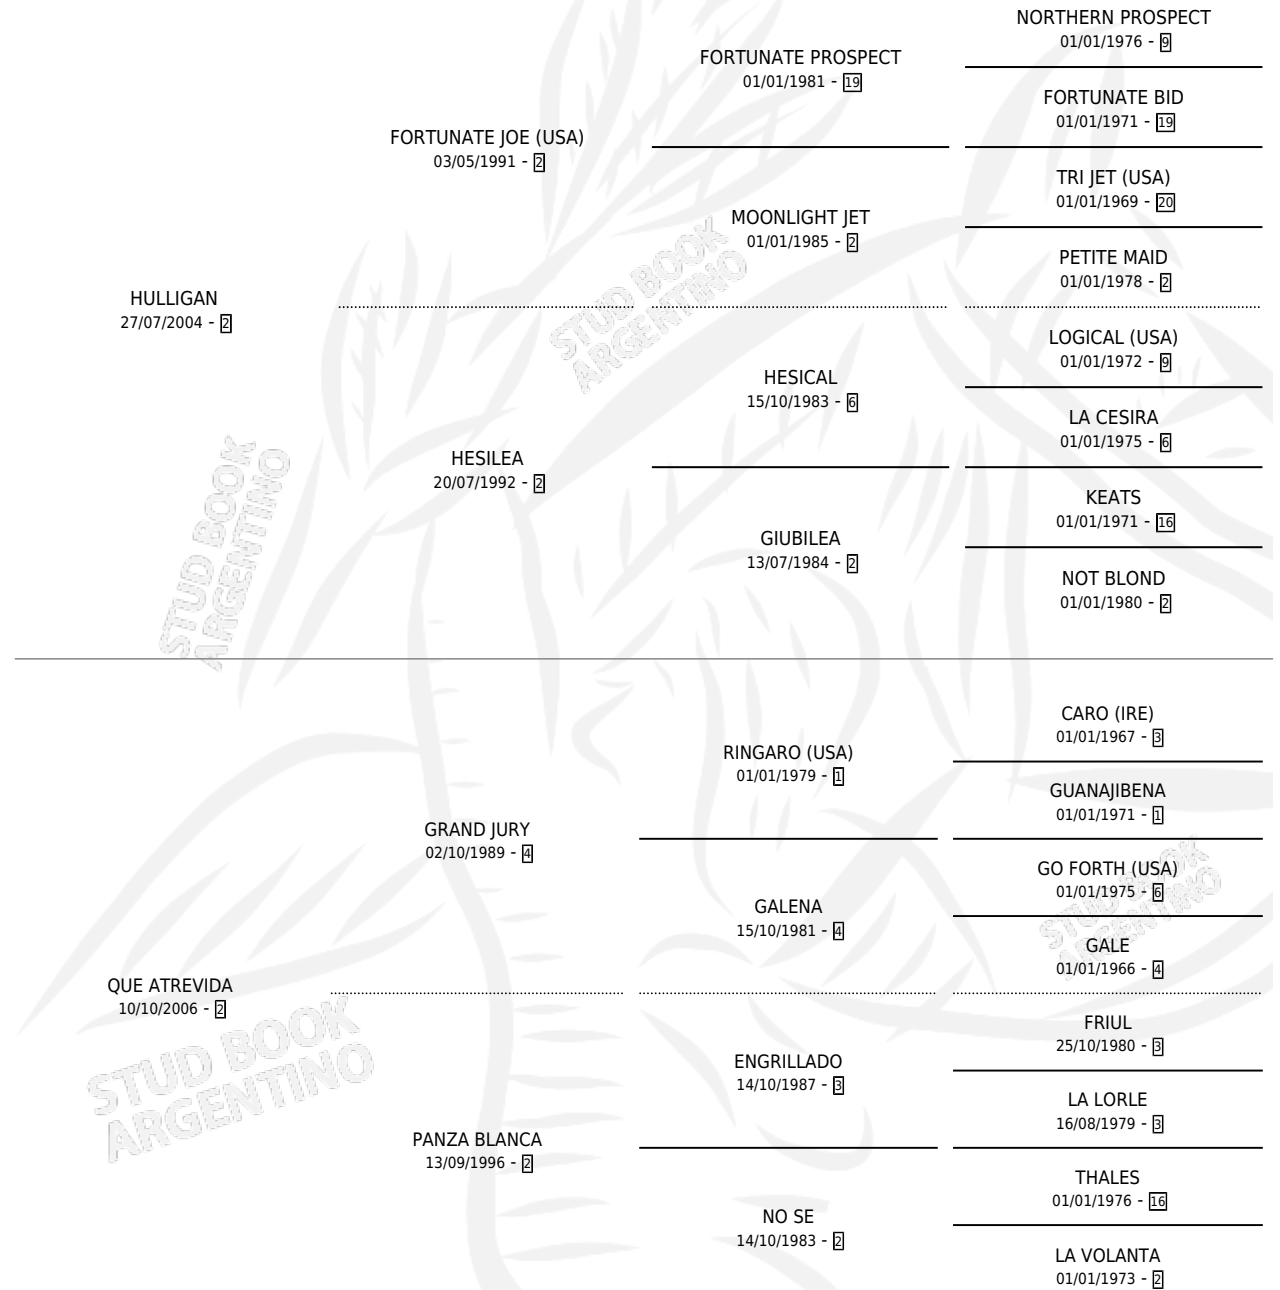 NORTHERN PROSPECT
01/01/1976 - 9
FORTUNATE PROSPECT
01/01/1981 - 19
FORTUNATE BID
01/01/1971 - 19
FORTUNATE JOE (USA)
03/05/1991 - 2
TRI JET (USA)
01/01/1969 - 20
MOONLIGHT JET
01/01/1985 - 2
PETITE MAID
01/01/1978 - 2
HULLIGAN
27/07/2004 - 2
LOGICAL (USA)
01/01/1972 - 9
HESICAL
15/10/1983 - 6
LA CESIRA
01/01/1975 - 6
HESILEA
20/07/1992 - 2
KEATS
01/01/1971 - 16
GIUBILEA
13/07/1984 - 2
NOT BLOND
01/01/1980 - 2
STUD BOOK
ARGENTINO
STUD BOOK
ARGENTINO
CARO (IRE)
01/01/1967 - 3
RINGARO (USA)
01/01/1979 - 1
GUANAJIBENA
01/01/1971 - 1
GRAND JURY
02/10/1989 - 4
GO FORTH (USA)
01/01/1975 - 6
GALENA
15/10/1981 - 4
GALE
01/01/1966 - 4
QUE ATREVIDA
10/10/2006 - 2
FRIUL
25/10/1980 - 3
ENGRILLADO
14/10/1987 - 3
LA LORLE
16/08/1979 - 3
PANZA BLANCA
13/09/1996 - 2
THALES
01/01/1976 - 16
NO SE
14/10/1983 - 2
LA VOLANTA
01/01/1973 - 2
STUD BOOK
ARGENTINO
STUD BOOK
ARGENTINO